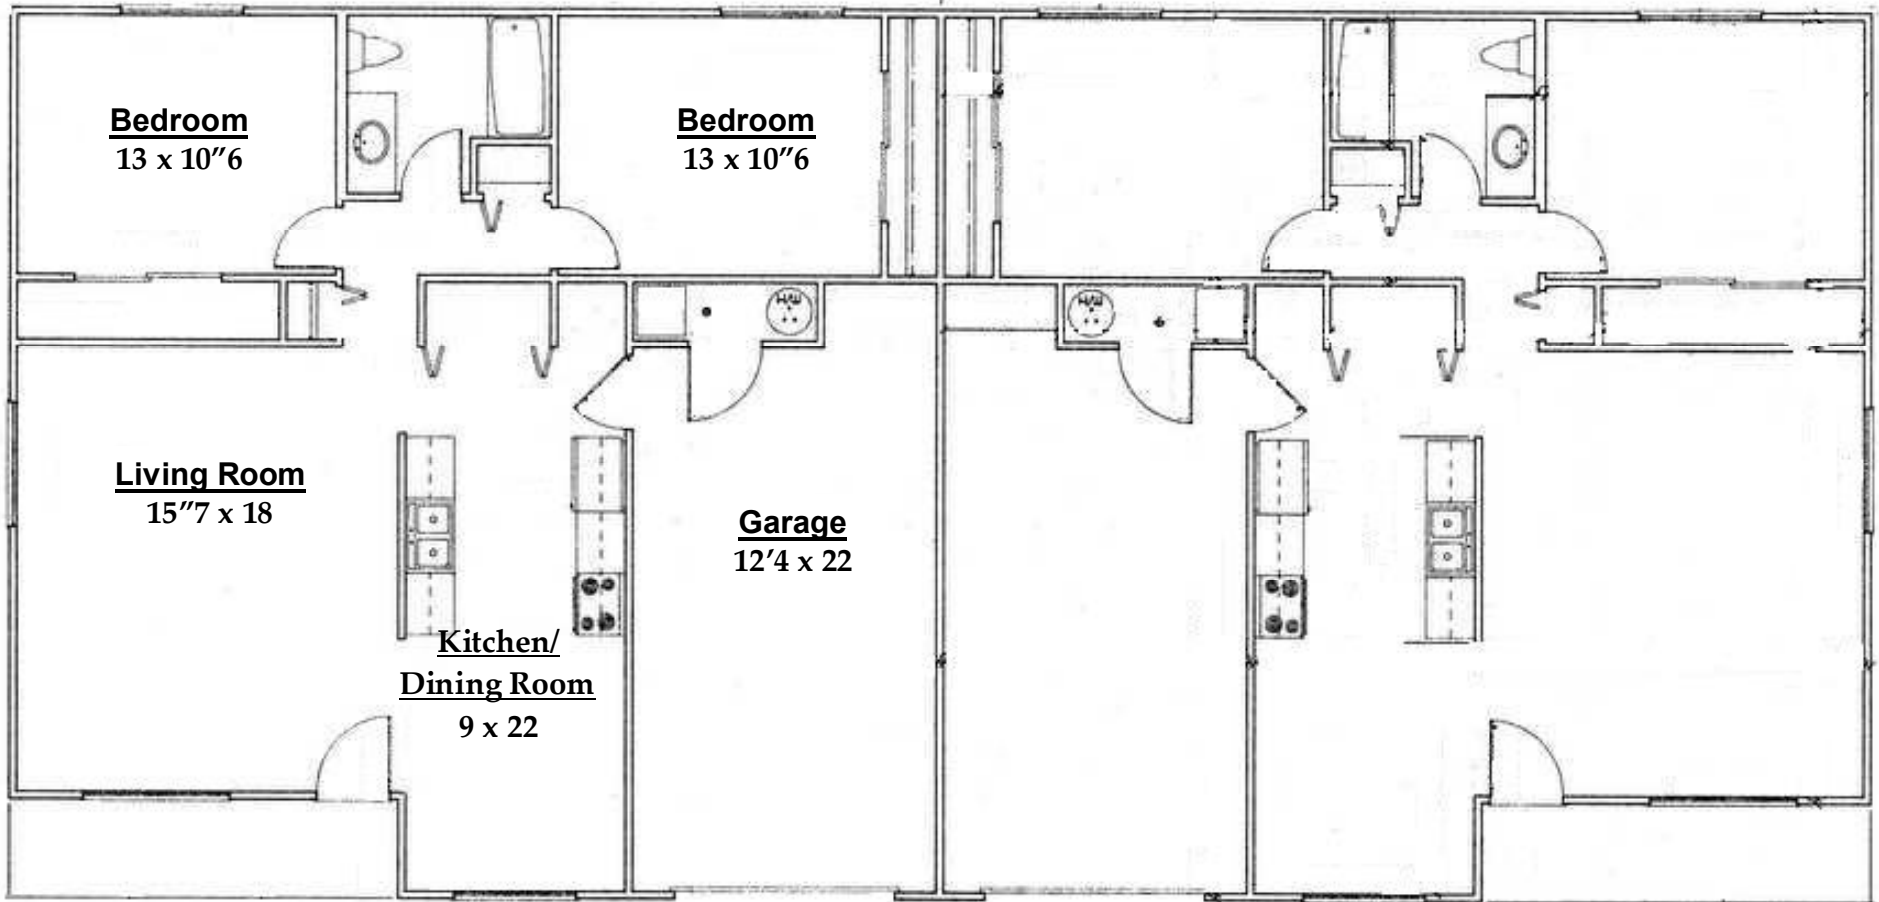 Bedroom
13 x 10”6
Bedroom
13 x 10”6
Living Room
15”7 x 18
Garage
12’4 x 22
Kitchen/
Dining Room
9 x 22